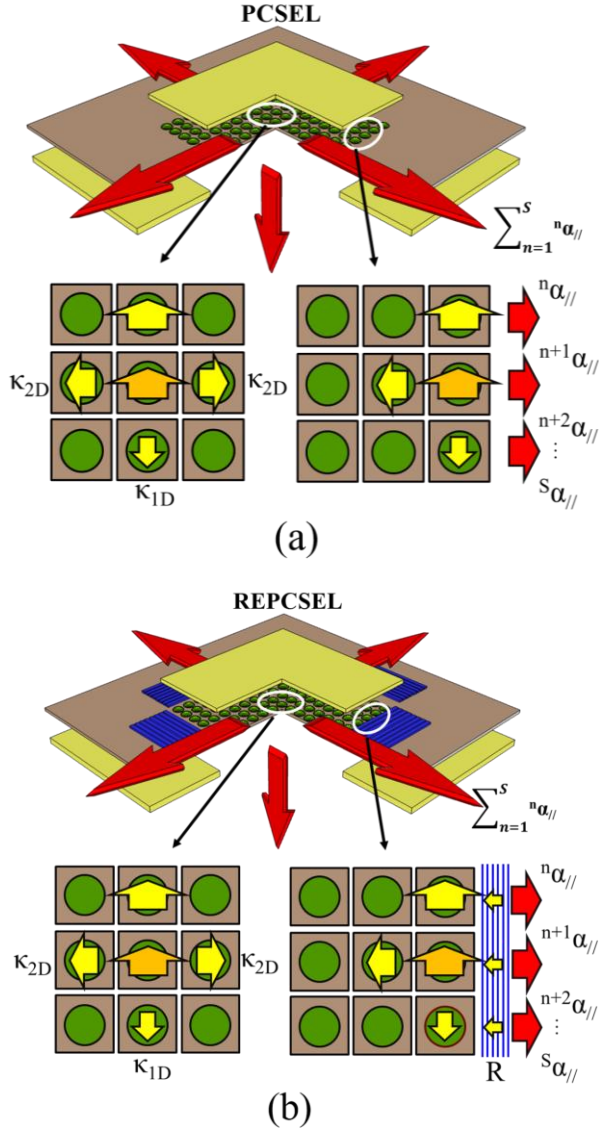 PCSEL
∑ₙ₌₁ˢ ⁿα//
ⁿα//
κ2D κ2D ⁿ⁺¹α//
ⁿ⁺²α//
⋮
κ1D ˢα//
(a)
REPCSEL
∑ₙ₌₁ˢ ⁿα//
ⁿα//
κ2D κ2D ⁿ⁺¹α//
ⁿ⁺²α//
⋮
κ1D R ˢα//
(b)